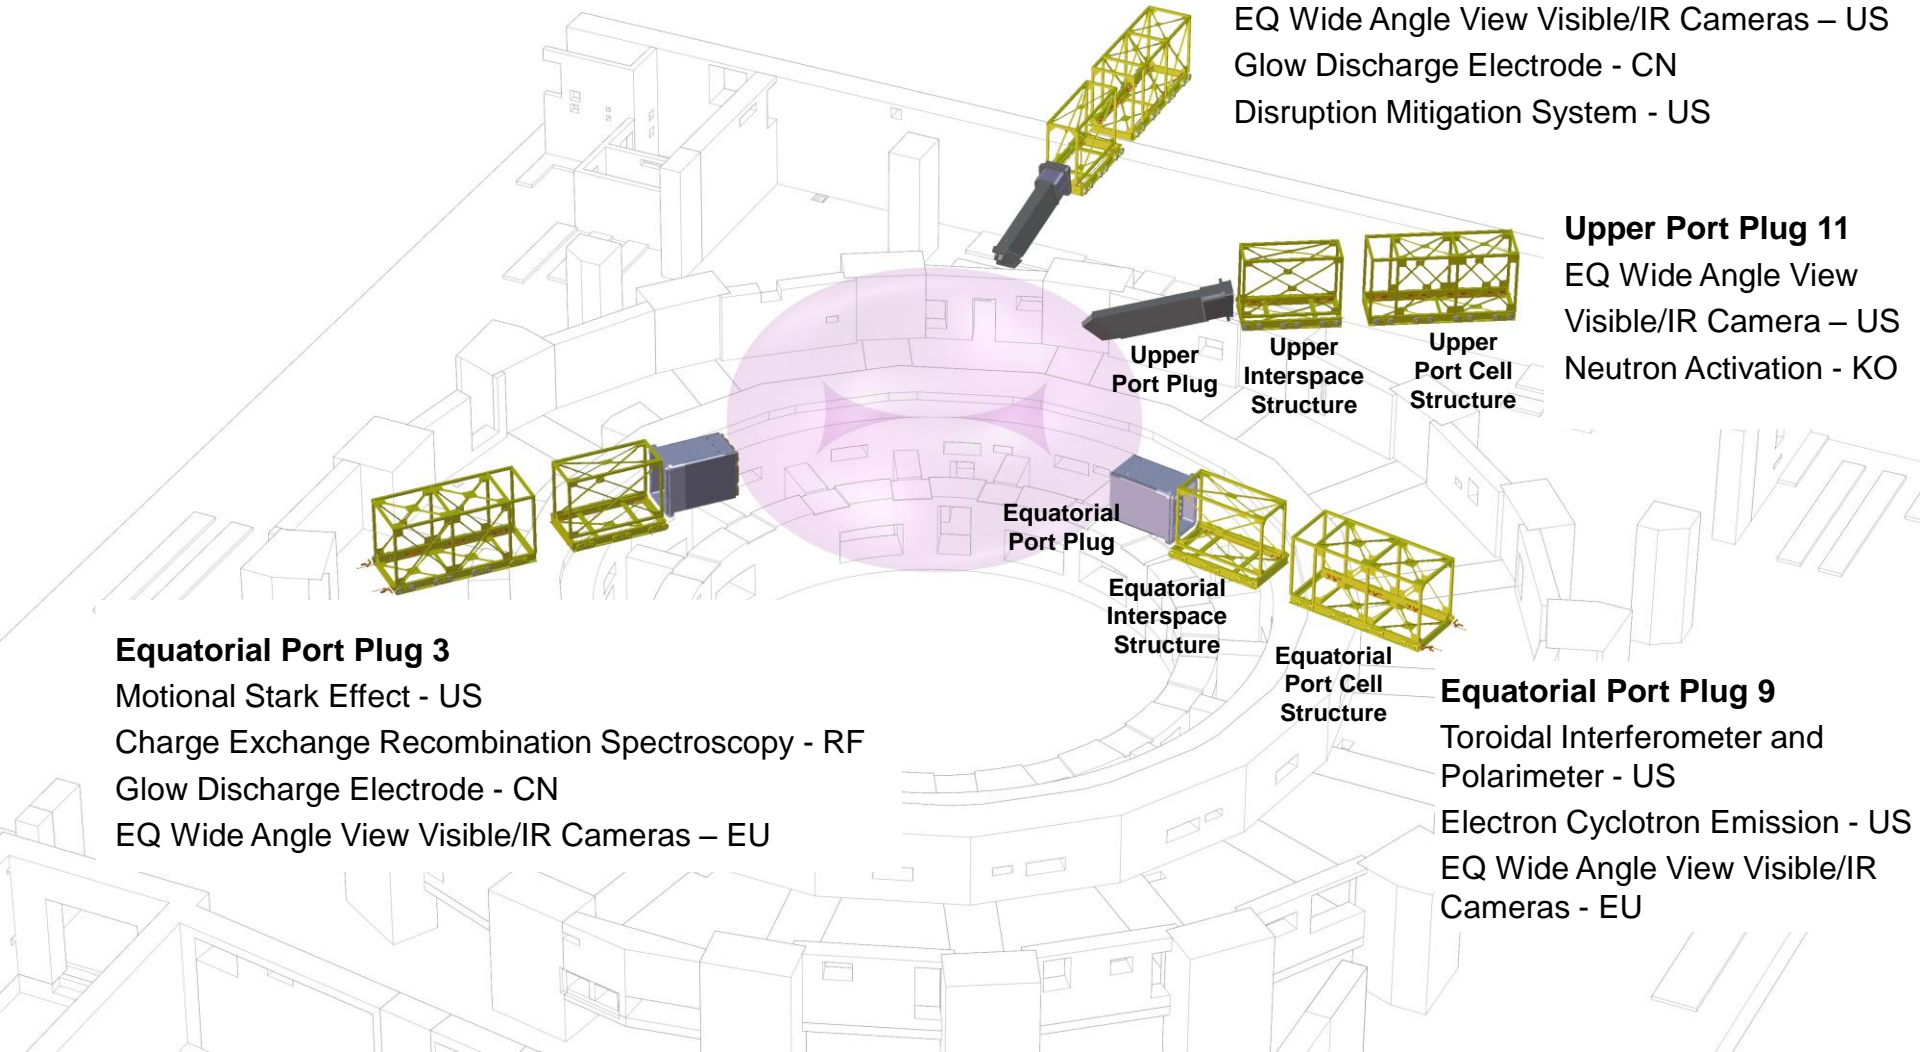 EQ Wide Angle View Visible/IR Cameras – US
Glow Discharge Electrode - CN
Disruption Mitigation System - US
Upper Port Plug 11
EQ Wide Angle View
Visible/IR Camera – US
Neutron Activation - KO
Upper
Port Plug
Upper
Interspace
Structure
Upper
Port Cell
Structure
Equatorial
Port Plug
Equatorial
Interspace
Structure
Equatorial
Port Cell
Structure
Equatorial Port Plug 3
Motional Stark Effect - US
Charge Exchange Recombination Spectroscopy - RF
Glow Discharge Electrode - CN
EQ Wide Angle View Visible/IR Cameras – EU
Equatorial Port Plug 9
Toroidal Interferometer and
Polarimeter - US
Electron Cyclotron Emission - US
EQ Wide Angle View Visible/IR
Cameras - EU